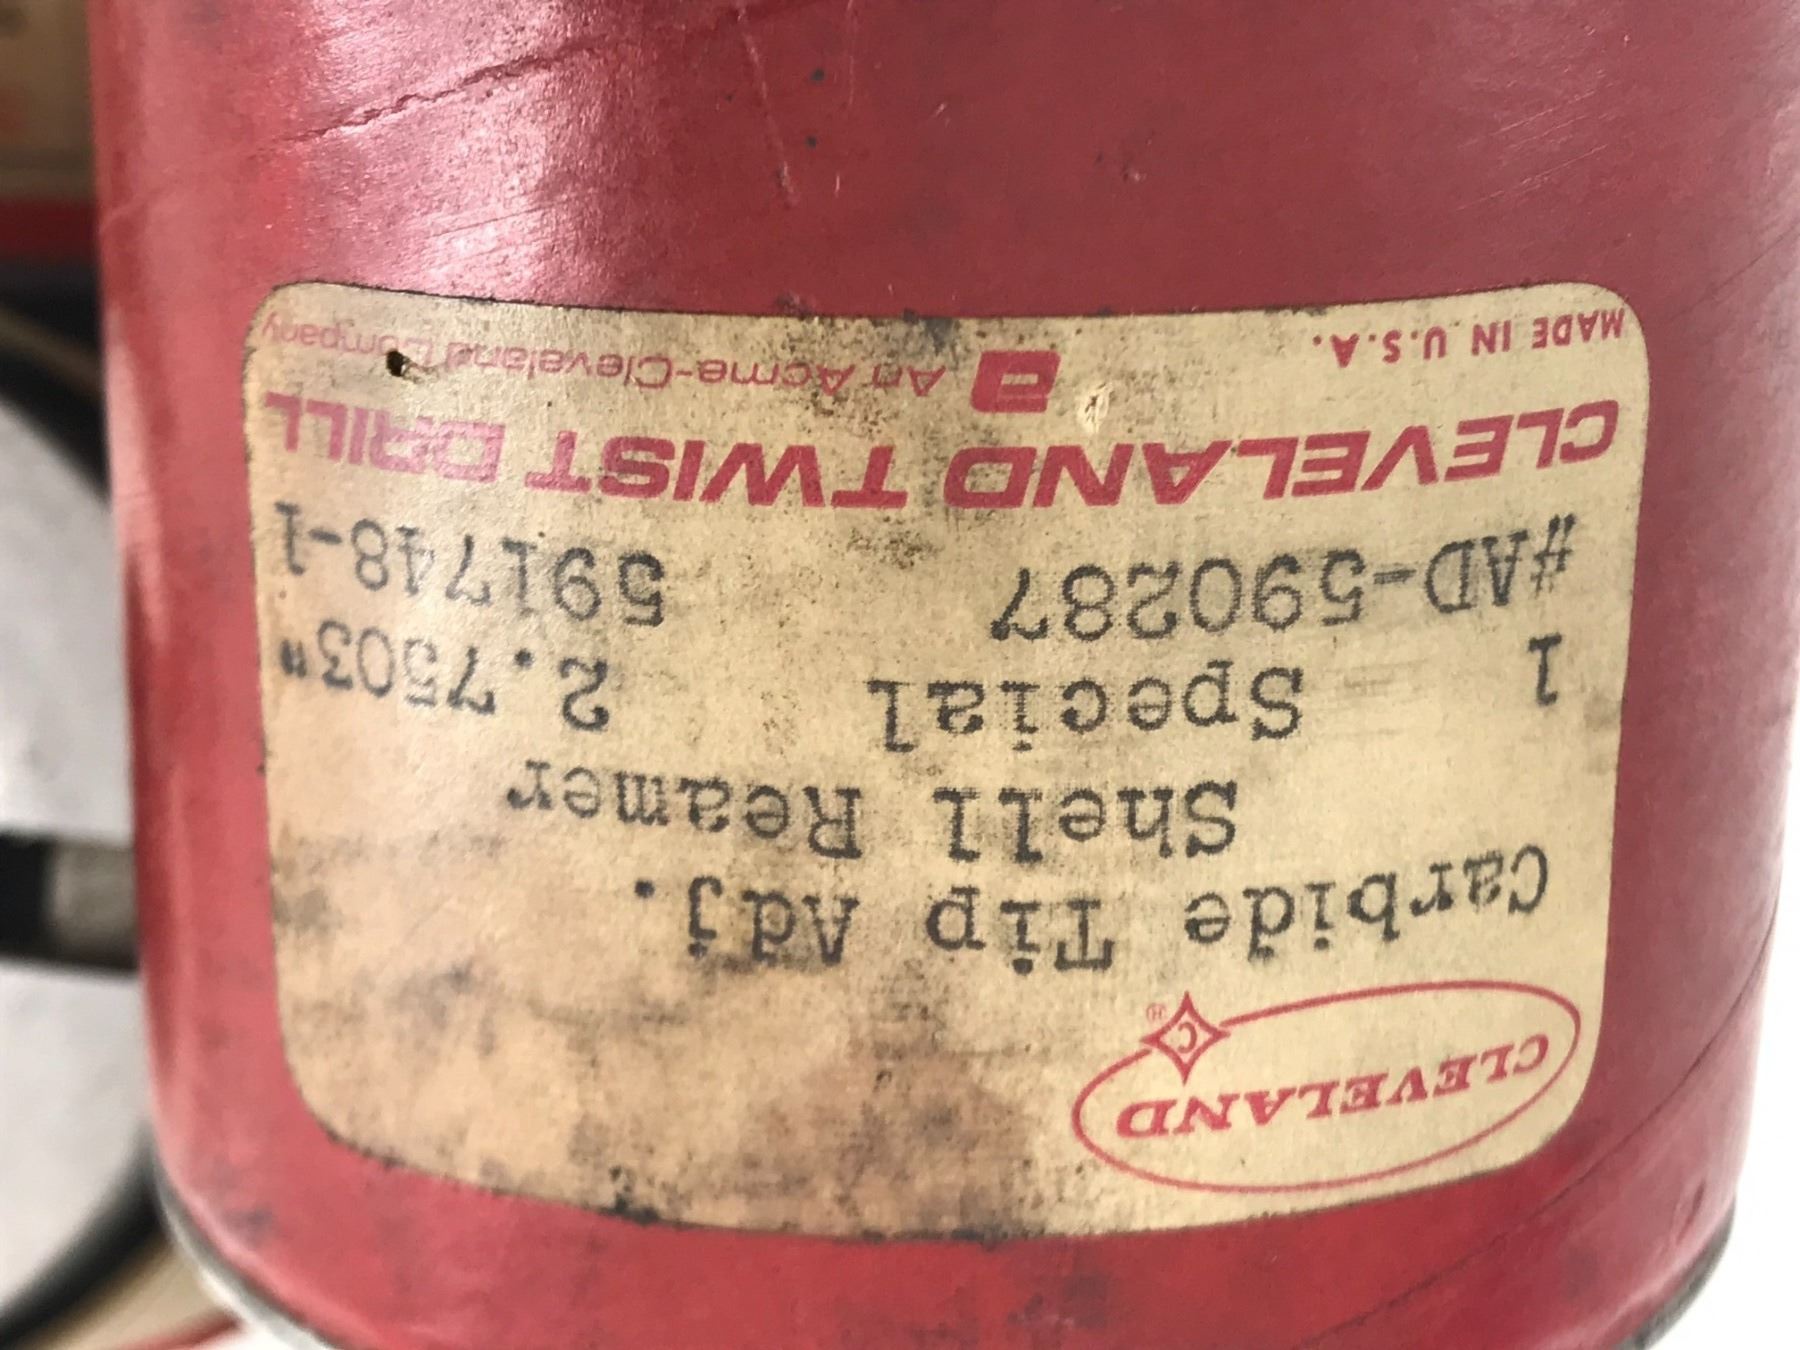 CLEVELAND
C ®
Carbide Tip Adj.
Shell Reamer
1 Special 2.7503"
#AD-590287 591748-1
CLEVELAND TWIST DRILL
MADE IN U.S.A. a An Acme-Cleveland Company